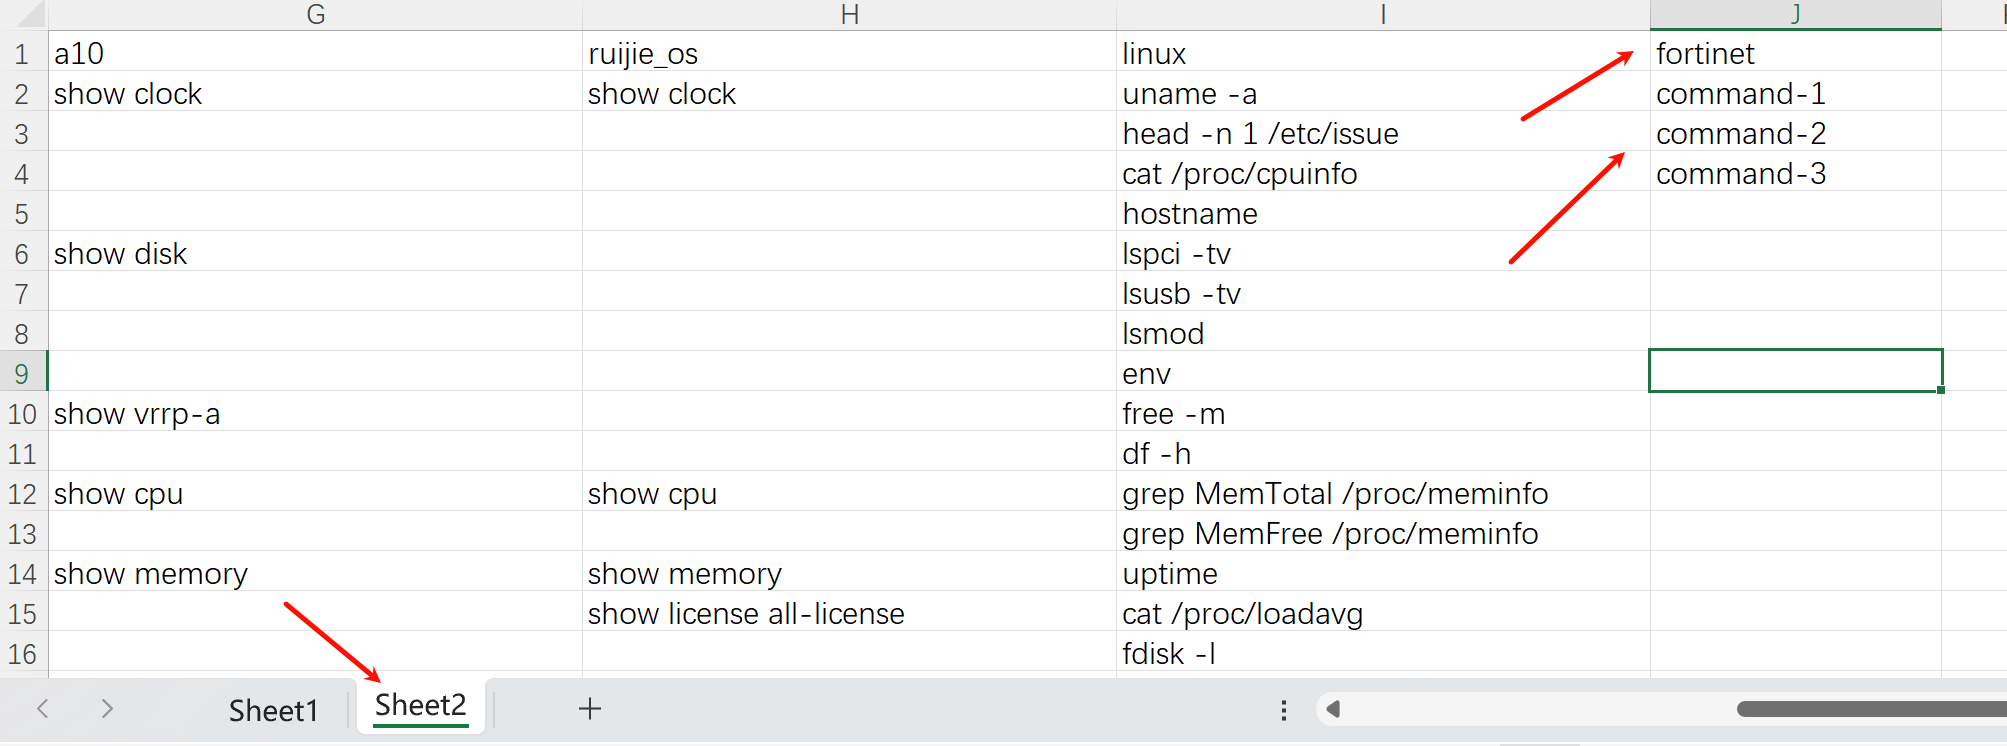 G H I J
1 a10 ruijie_os linux fortinet
2 show clock show clock uname -a command-1
3 head -n 1 /etc/issue command-2
4 cat /proc/cpuinfo command-3
5 hostname
6 show disk lspci -tv
7 lsusb -tv
8 lsmod
9 env
10 show vrrp-a free -m
11 df -h
12 show cpu show cpu grep MemTotal /proc/meminfo
13 grep MemFree /proc/meminfo
14 show memory show memory uptime
15 show license all-license cat /proc/loadavg
16 fdisk -l
Sheet1 Sheet2